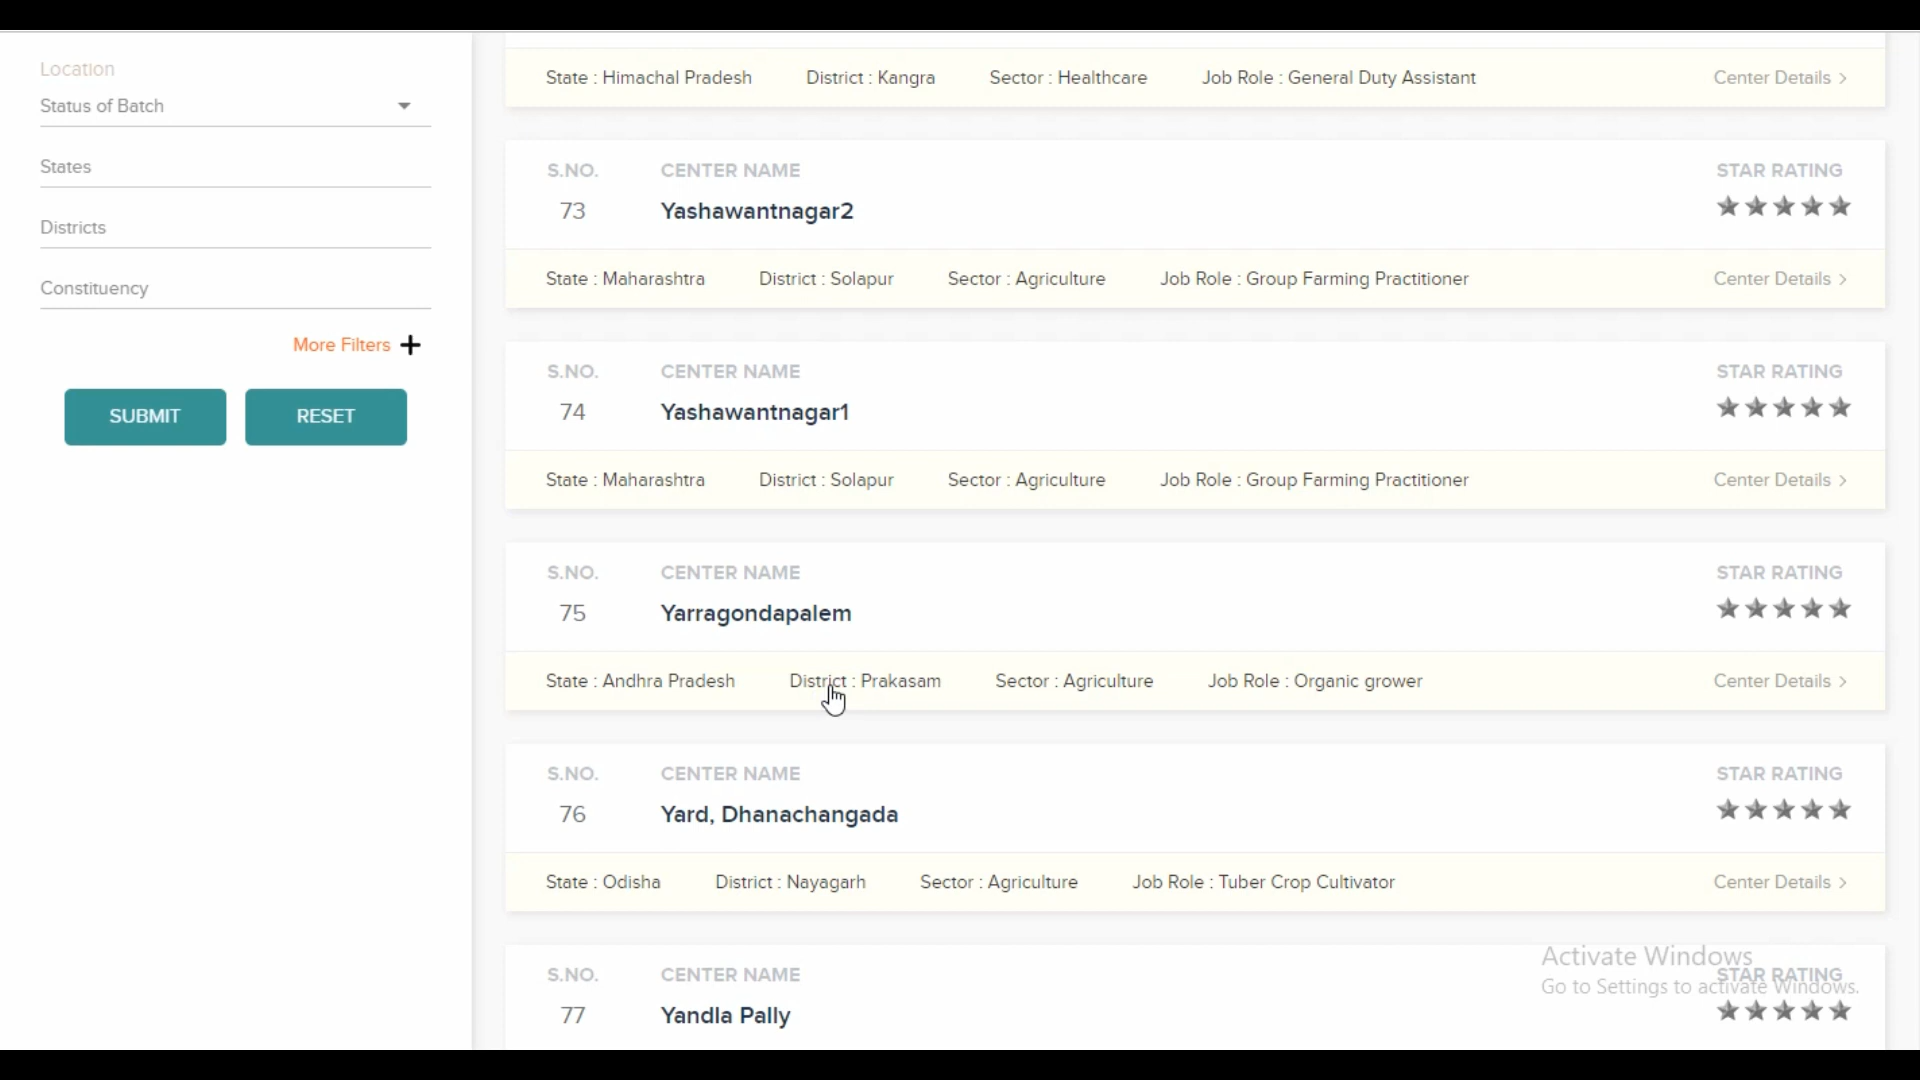 Location
Status of Batch
States
Districts
Constituency
More Filters
SUBMIT RESET
State : Himachal Pradesh District : Kangra Sector : Healthcare Job Role : General Duty Assistant Center Details >
S.NO. CENTER NAME STAR RATING
73 Yashawantnagar2
State : Maharashtra District : Solapur Sector : Agriculture Job Role : Group Farming Practitioner Center Details >
S.NO. CENTER NAME STAR RATING
74 Yashawantnagar1
State : Maharashtra District : Solapur Sector : Agriculture Job Role : Group Farming Practitioner Center Details >
S.NO. CENTER NAME STAR RATING
75 Yarragondapalem
State : Andhra Pradesh District : Prakasam Sector : Agriculture Job Role : Organic grower Center Details >
S.NO. CENTER NAME STAR RATING
76 Yard, Dhanachangada
State : Odisha District : Nayagarh Sector : Agriculture Job Role : Tuber Crop Cultivator Center Details >
S.NO. CENTER NAME STAR RATING
77 Yandla Pally
Activate Windows
Go to Settings to activate Windows.